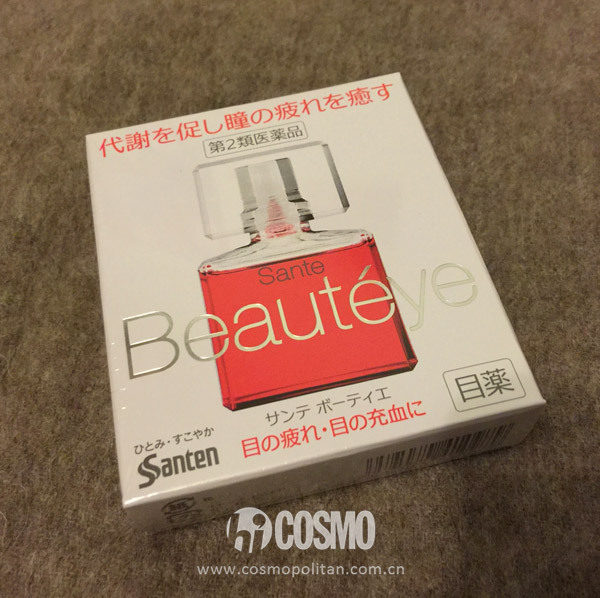 代謝を促し瞳の疲れを癒す
第2類医薬品
Sante
Beautéye
サンテ ボーティエ
目薬
ひとみ・すこやか
Santen
目の疲れ・目の充血に
COSMO
www.cosmopolitan.com.cn